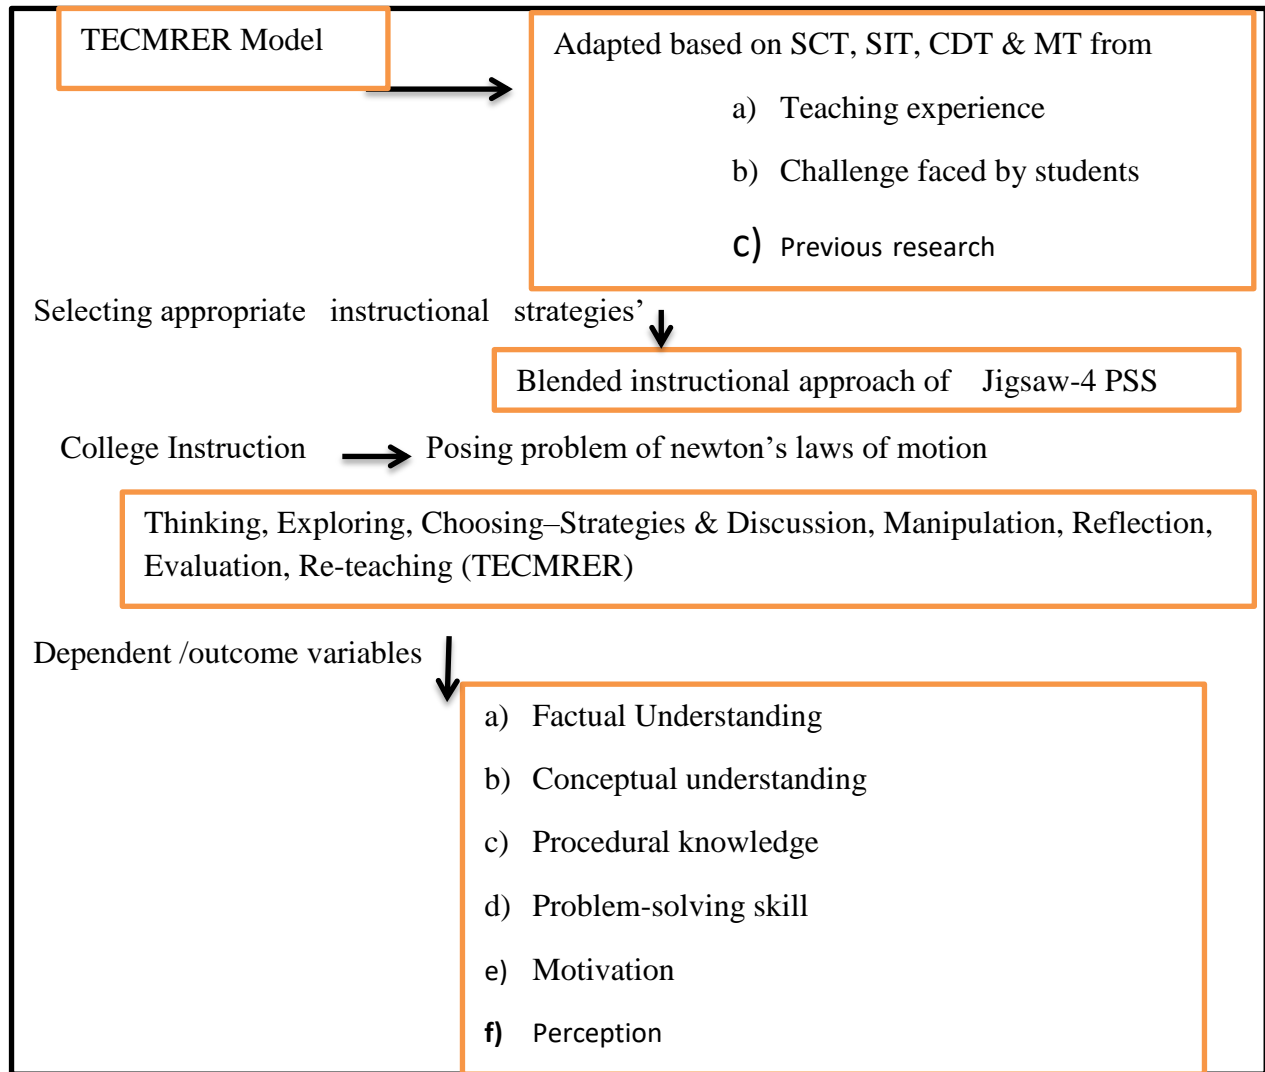 TECMRER Model
Adapted based on SCT, SIT, CDT & MT from
a) Teaching experience
b) Challenge faced by students
c) Previous research
Selecting appropriate instructional strategies’
Blended instructional approach of Jigsaw-4 PSS
College Instruction
Posing problem of newton’s laws of motion
Thinking, Exploring, Choosing–Strategies & Discussion, Manipulation, Reflection,
Evaluation, Re-teaching (TECMRER)
Dependent /outcome variables
a) Factual Understanding
b) Conceptual understanding
c) Procedural knowledge
d) Problem-solving skill
e) Motivation
f) Perception